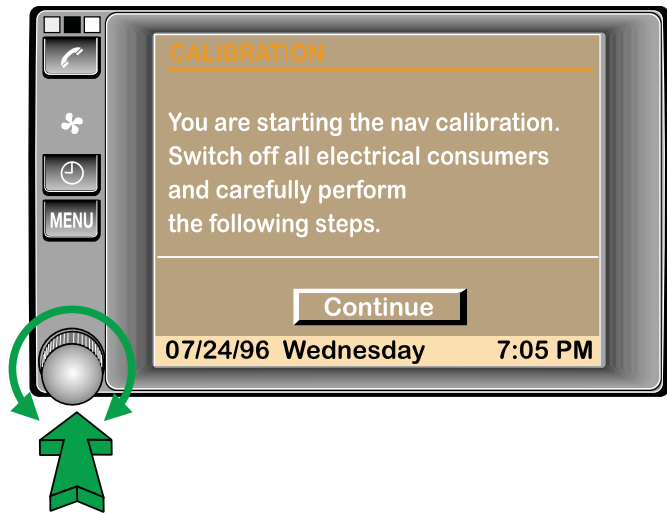 CALIBRATION
You are starting the nav calibration.
Switch off all electrical consumers
and carefully perform
the following steps.
MENU
Continue
07/24/96 Wednesday 7:05 PM